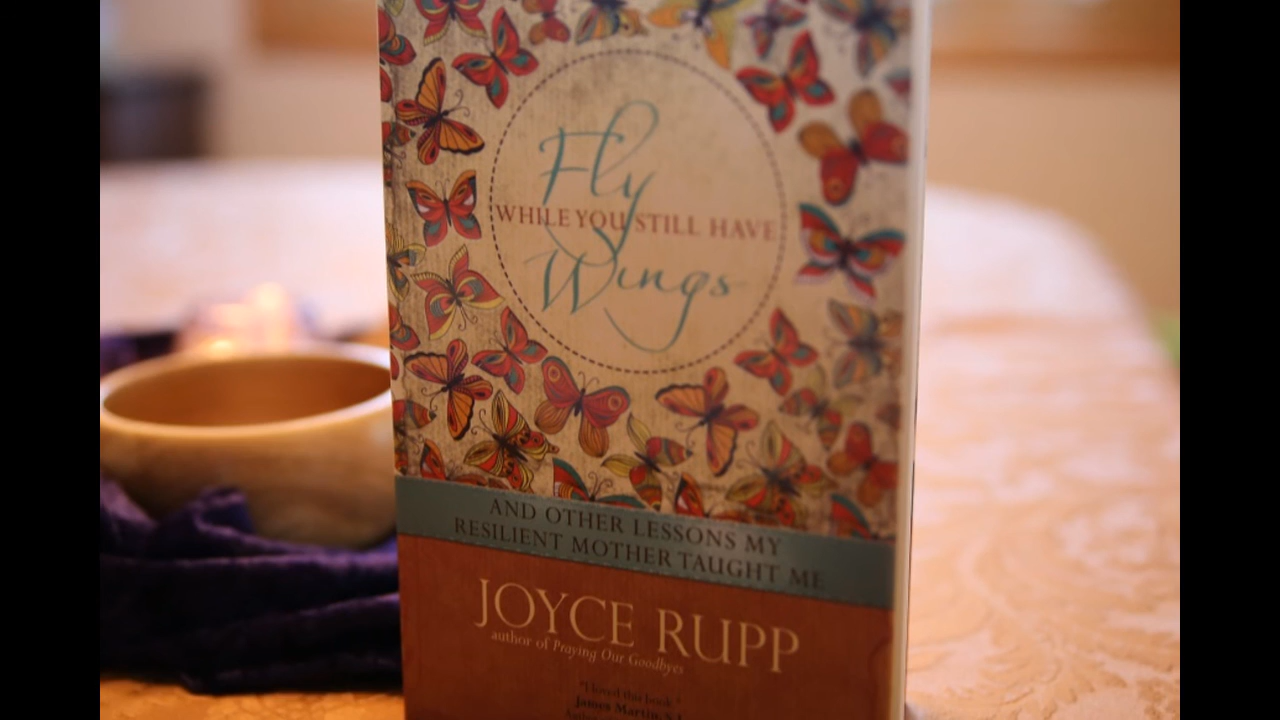 Fly
WHILE YOU STILL HAVE
Wings
AND OTHER LESSONS MY
RESILIENT MOTHER TAUGHT ME
JOYCE RUPP
author of Praying Our Goodbyes
"I loved this book."
James Martin, S.J.